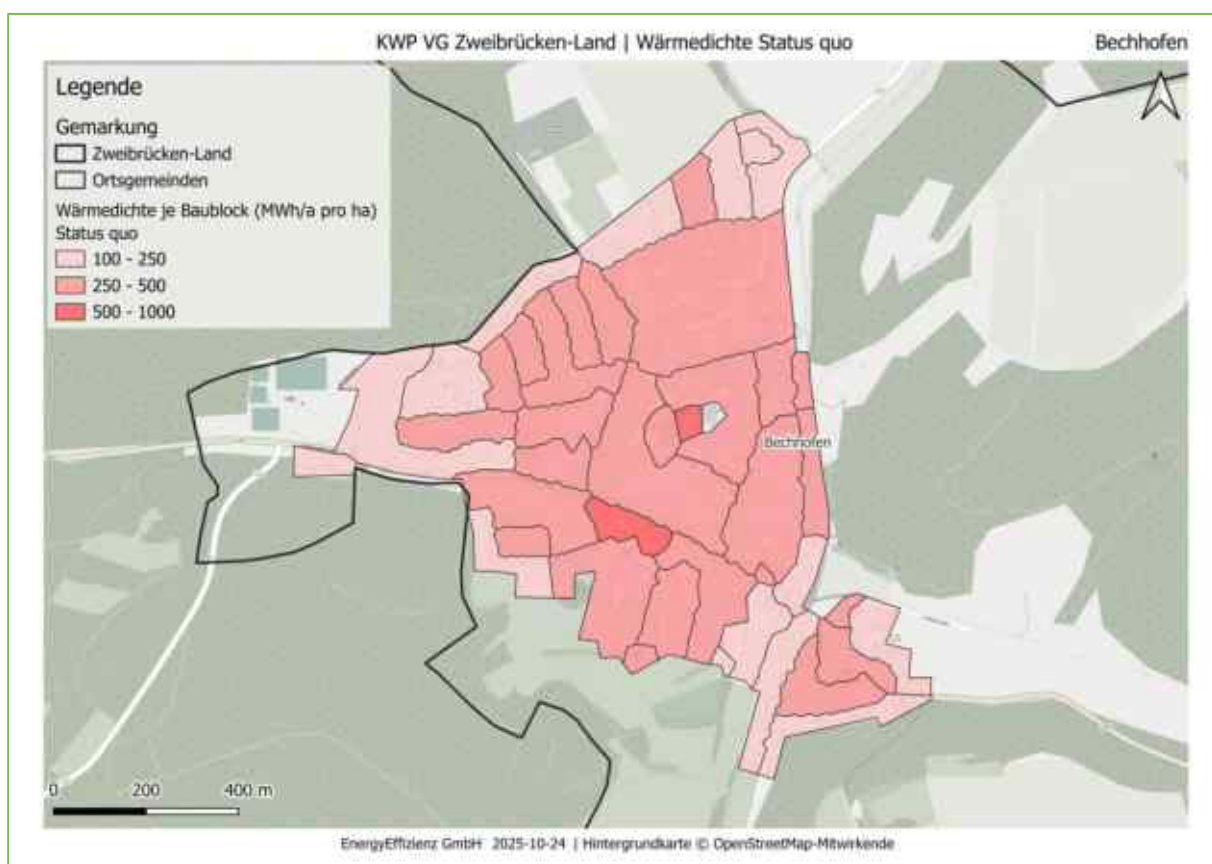 KWP VG Zweibrücken-Land | Wärmedichte Status quo
Bechhofen
Legende
Gemarkung
Zweibrücken-Land
Ortsgemeinden
Wärmedichte je Baublock (MWh/a pro ha)
Status quo
100 - 250
250 - 500
500 - 1000
Bechhofen
0 200 400 m
EnergyEffizienz GmbH 2025-10-24 | Hintergrundkarte © OpenStreetMap-Mitwirkende